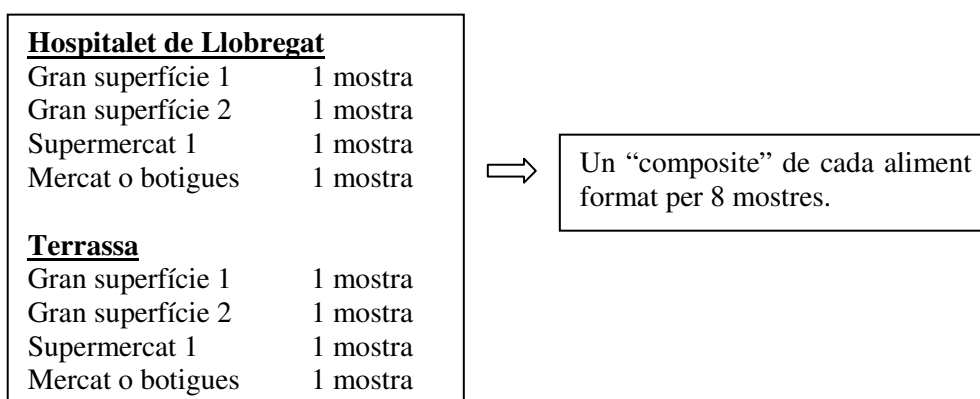 Hospitalet de Llobregat
Gran superfície 1 1 mostra
Gran superfície 2 1 mostra
Supermercat 1 1 mostra
Mercat o botigues 1 mostra
Terrassa
Gran superfície 1 1 mostra
Gran superfície 2 1 mostra
Supermercat 1 1 mostra
Mercat o botigues 1 mostra
Un “composite” de cada aliment
format per 8 mostres.